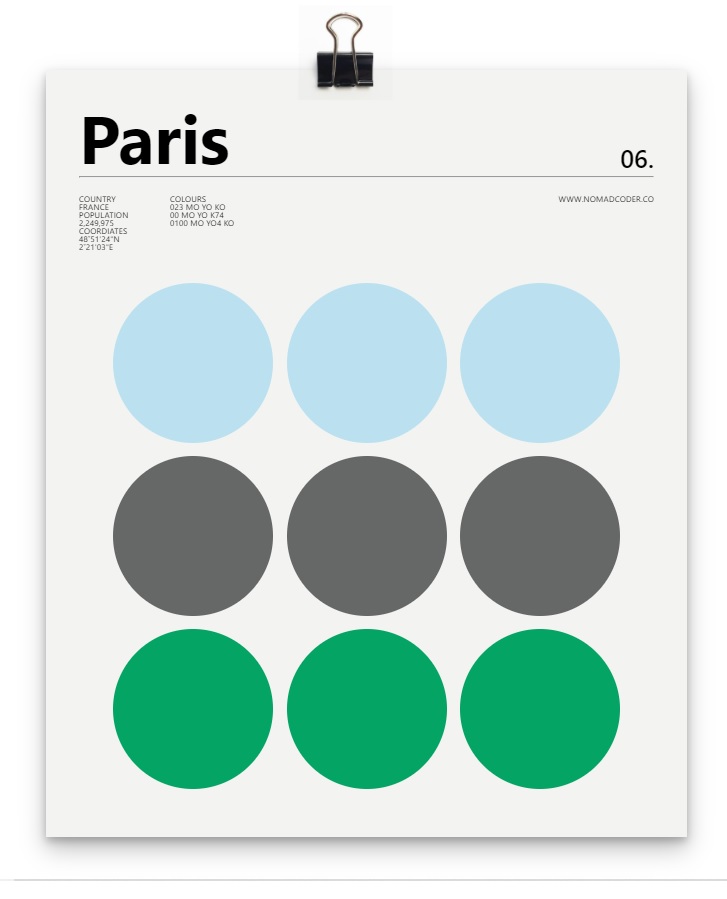 Paris
06.
COUNTRY
FRANCE
POPULATION
2,249,975
COORDIATES
48˚51'24"N
2˚21'03"E
COLOURS
023 MO YO KO
00 MO YO K74
0100 MO YO4 KO
WWW.NOMADCODER.CO